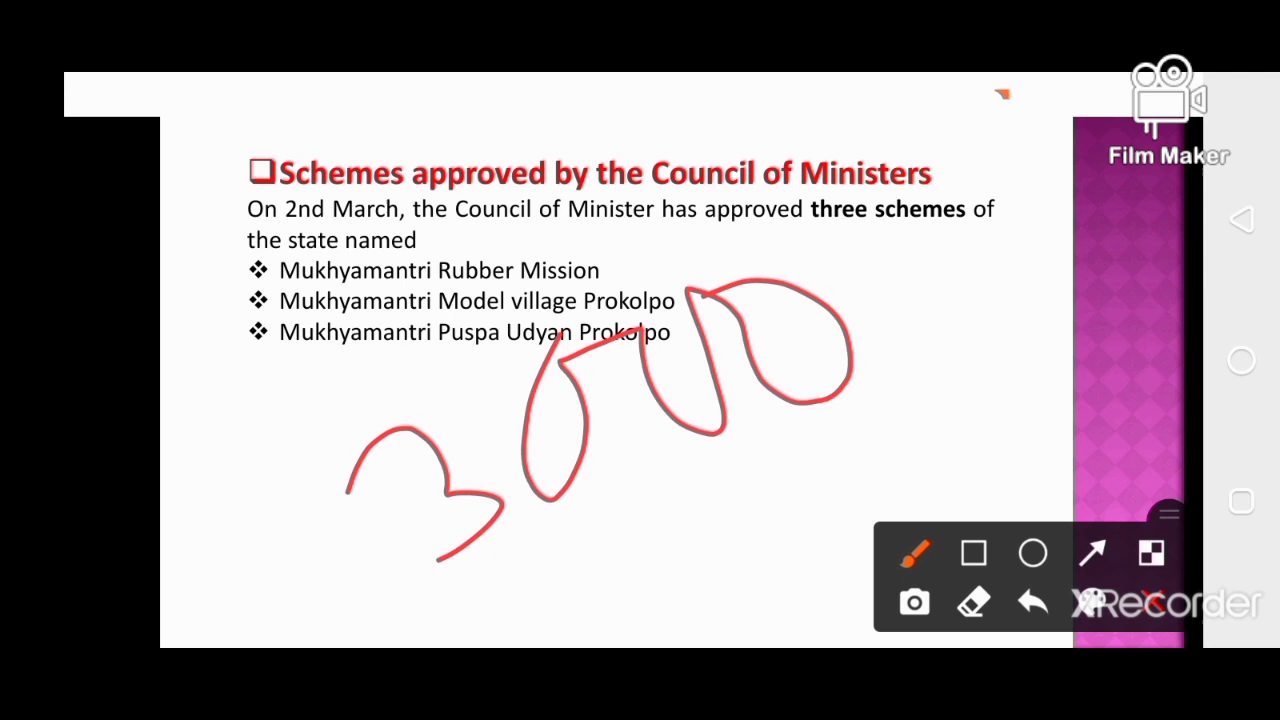 Film Maker
❑Schemes approved by the Council of Ministers
On 2nd March, the Council of Minister has approved three schemes of
the state named
❖ Mukhyamantri Rubber Mission
❖ Mukhyamantri Model village Prokolpo
❖ Mukhyamantri Puspa Udyan Prokolpo
3000
XRecorder